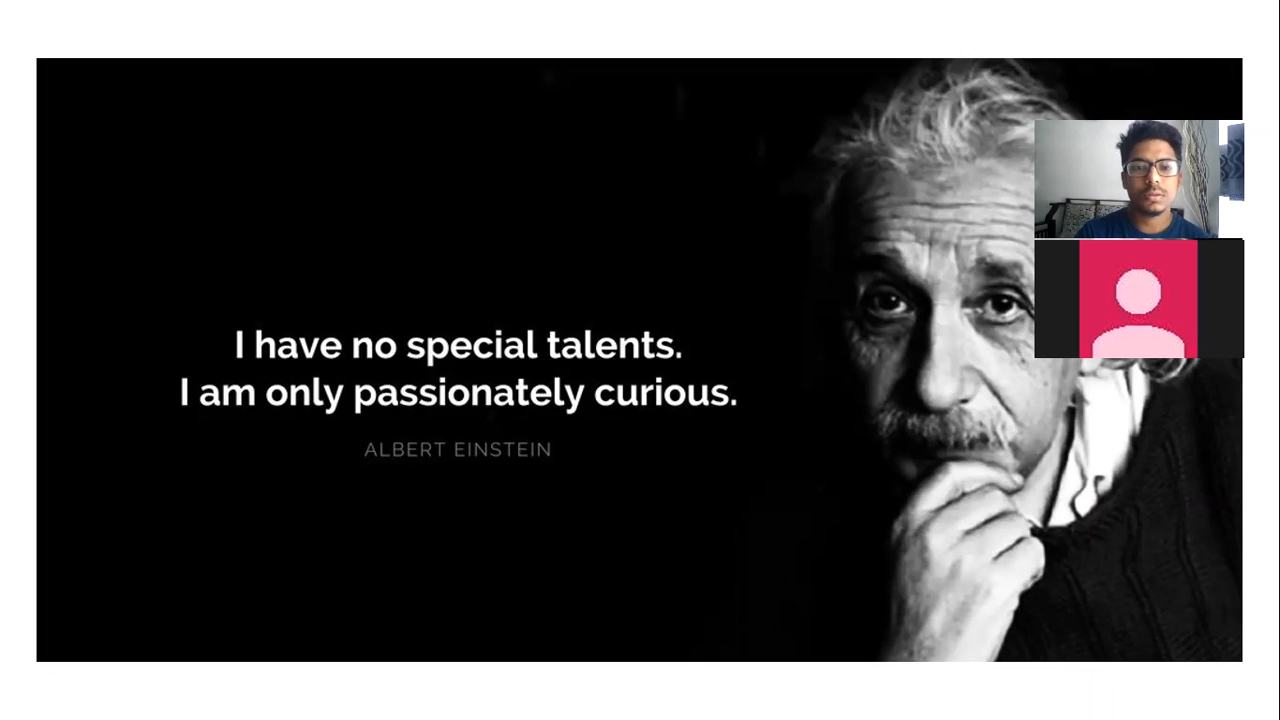 I have no special talents.
I am only passionately curious.
ALBERT EINSTEIN